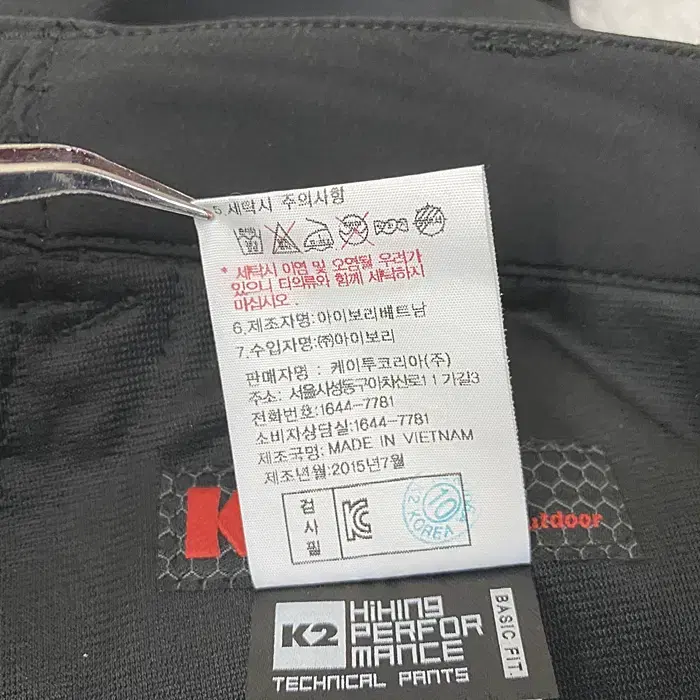 5.세탁시 주의사항
* 세탁시 이염 및 오염될 우려가
있으니 타의류와 함께 세탁하지
마십시오.
6.제조자명:아이보리베트남
7.수입자명:㈜아이보리
판매자명 : 케이투코리아(주)
주소: 서울시성동구아차산로11가길3
전화번호:1644-7781
소비자상담실:1644-7781
제조국명: MADE IN VIETNAM
제조년월:2015년7월
검사필
KC
10
K2 KOREA
outdoor
K2
HiKING
PERFOR
MANCE
TECHNICAL PANTS
BASIC FIT.